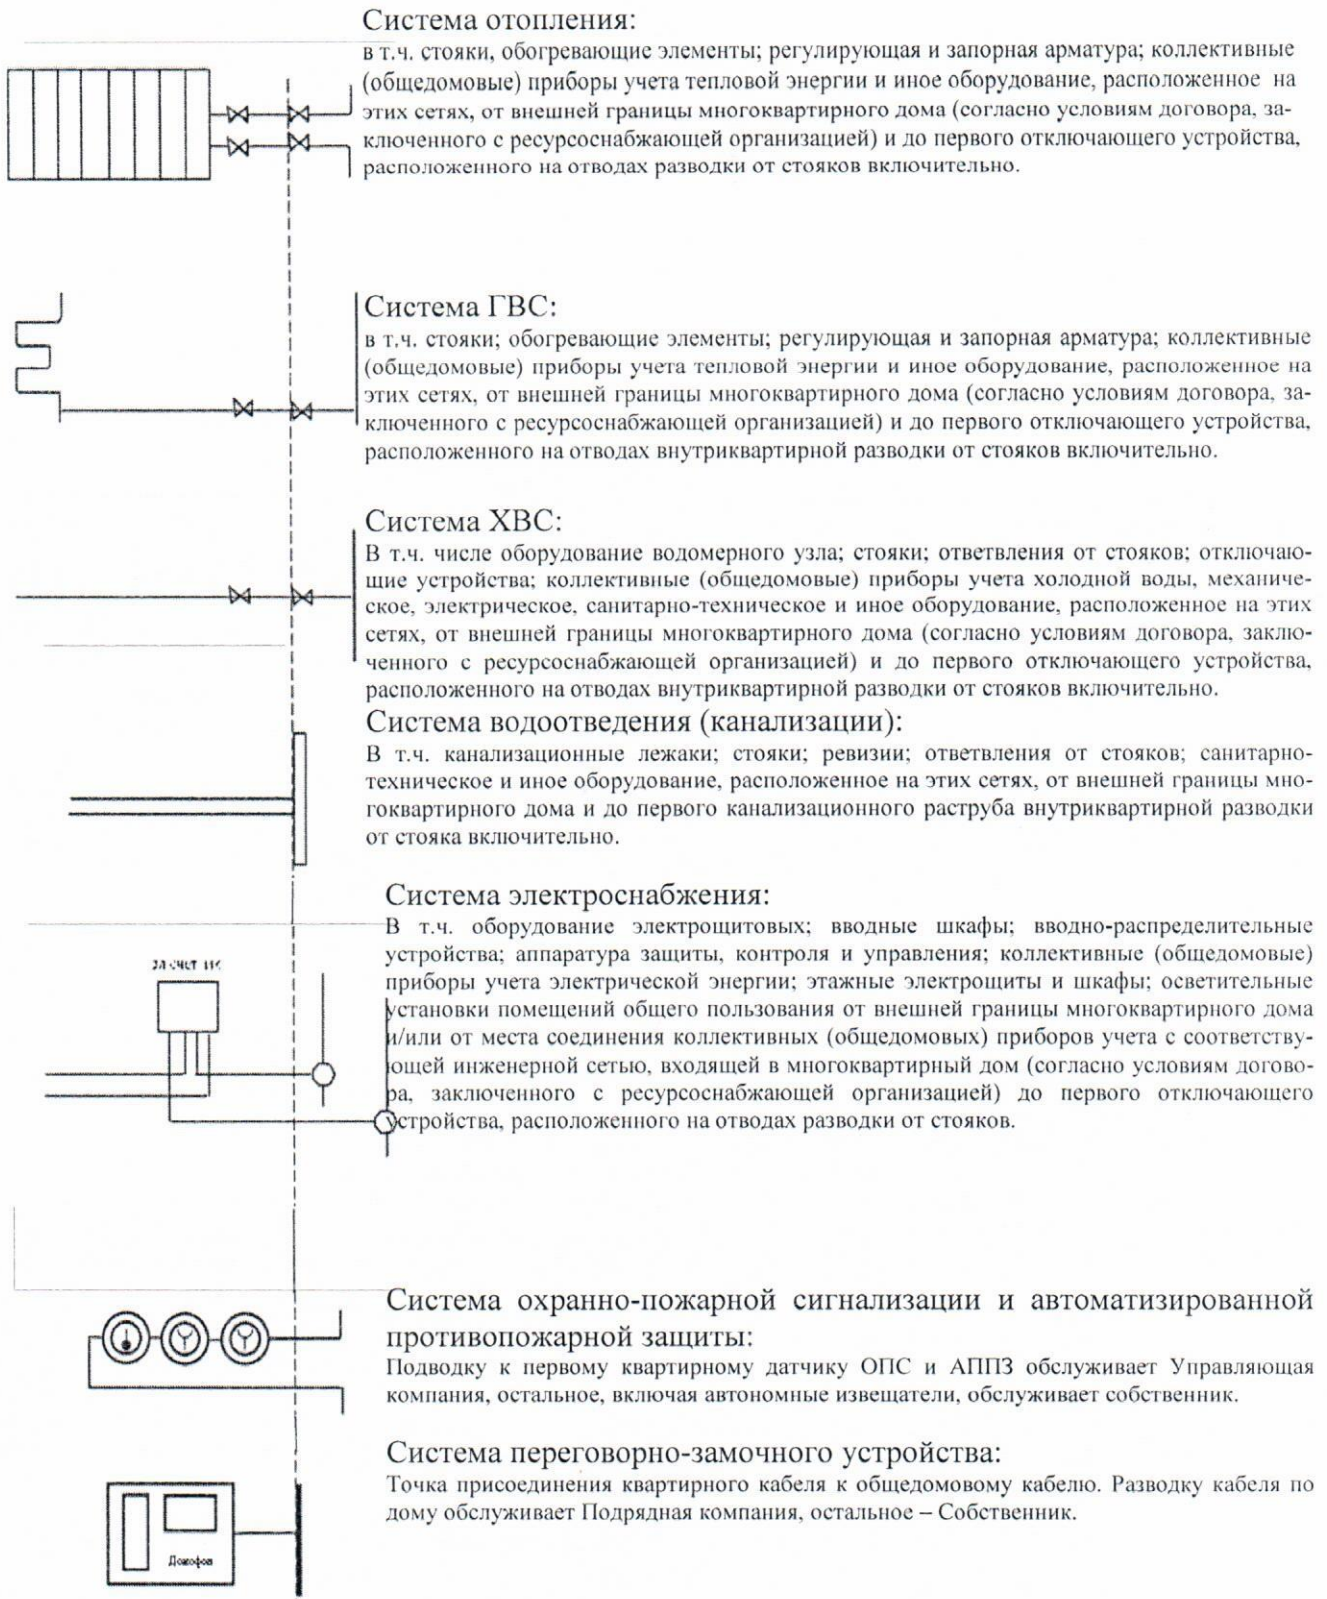 Система отопления:
в т.ч. стояки, обогревающие элементы; регулирующая и запорная арматура; коллективные
(общедомовые) приборы учета тепловой энергии и иное оборудование, расположенное на
этих сетях, от внешней границы многоквартирного дома (согласно условиям договора, за-
ключенного с ресурсоснабжающей организацией) и до первого отключающего устройства,
расположенного на отводах разводки от стояков включительно.
Система ГВС:
в т.ч. стояки; обогревающие элементы; регулирующая и запорная арматура; коллективные
(общедомовые) приборы учета тепловой энергии и иное оборудование, расположенное на
этих сетях, от внешней границы многоквартирного дома (согласно условиям договора, за-
ключенного с ресурсоснабжающей организацией) и до первого отключающего устройства,
расположенного на отводах внутриквартирной разводки от стояков включительно.
Система ХВС:
В т.ч. числе оборудование водомерного узла; стояки; ответвления от стояков; отключаю-
щие устройства; коллективные (общедомовые) приборы учета холодной воды, механиче-
ское, электрическое, санитарно-техническое и иное оборудование, расположенное на этих
сетях, от внешней границы многоквартирного дома (согласно условиям договора, заклю-
ченного с ресурсоснабжающей организацией) и до первого отключающего устройства,
расположенного на отводах внутриквартирной разводки от стояков включительно.
Система водоотведения (канализации):
В т.ч. канализационные лежаки; стояки; ревизии; ответвления от стояков; санитарно-
техническое и иное оборудование, расположенное на этих сетях, от внешней границы мно-
гоквартирного дома и до первого канализационного раструба внутриквартирной разводки
от стояка включительно.
Система электроснабжения:
В т.ч. оборудование электрощитовых; вводные шкафы; вводно-распределительные
устройства; аппаратура защиты, контроля и управления; коллективные (общедомовые)
приборы учета электрической энергии; этажные электрощиты и шкафы; осветительные
установки помещений общего пользования от внешней границы многоквартирного дома
и/или от места соединения коллективных (общедомовых) приборов учета с соответству-
ющей инженерной сетью, входящей в многоквартирный дом (согласно условиям догово-
ра, заключенного с ресурсоснабжающей организацией) до первого отключающего
устройства, расположенного на отводах разводки от стояков.
Система охранно-пожарной сигнализации и автоматизированной
противопожарной защиты:
Подводку к первому квартирному датчику ОПС и АППЗ обслуживает Управляющая
компания, остальное, включая автономные извещатели, обслуживает собственник.
Система переговорно-замочного устройства:
Точка присоединения квартирного кабеля к общедомовому кабелю. Разводку кабеля по
дому обслуживает Подрядная компания, остальное – Собственник.
Домофон